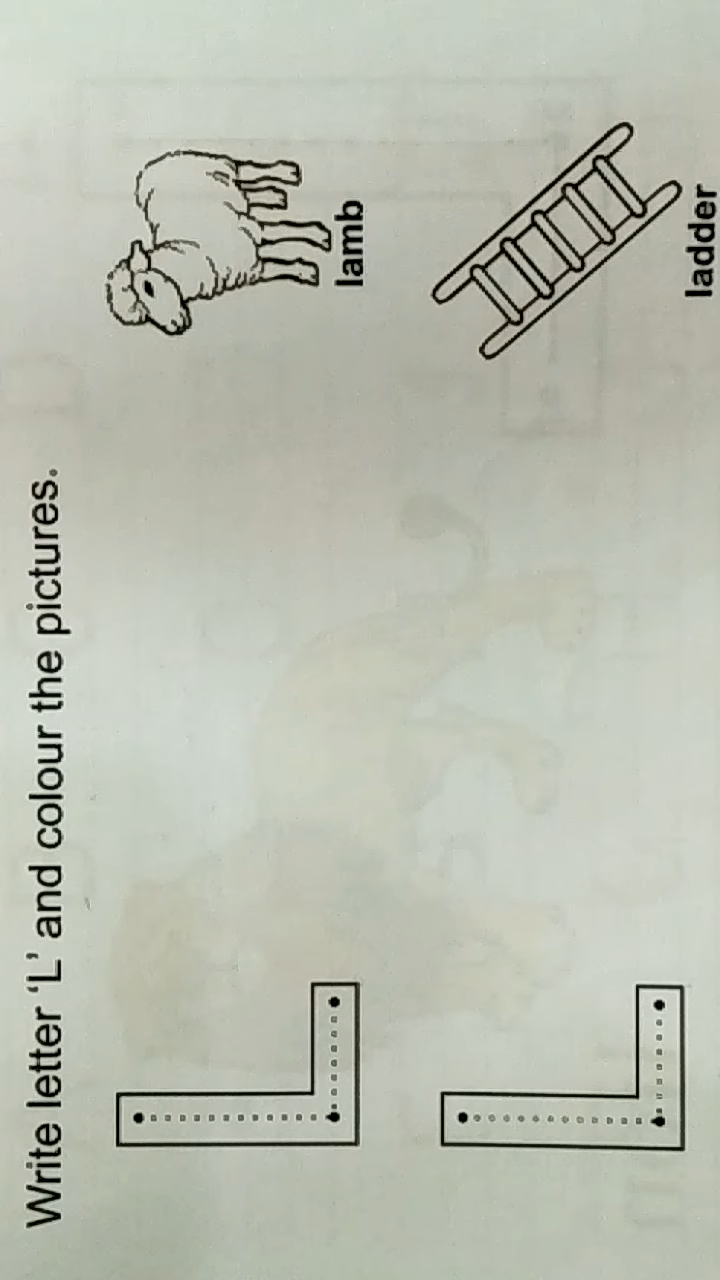 Write letter ‘L’ and colour the pictures.
L
lamb
L
ladder